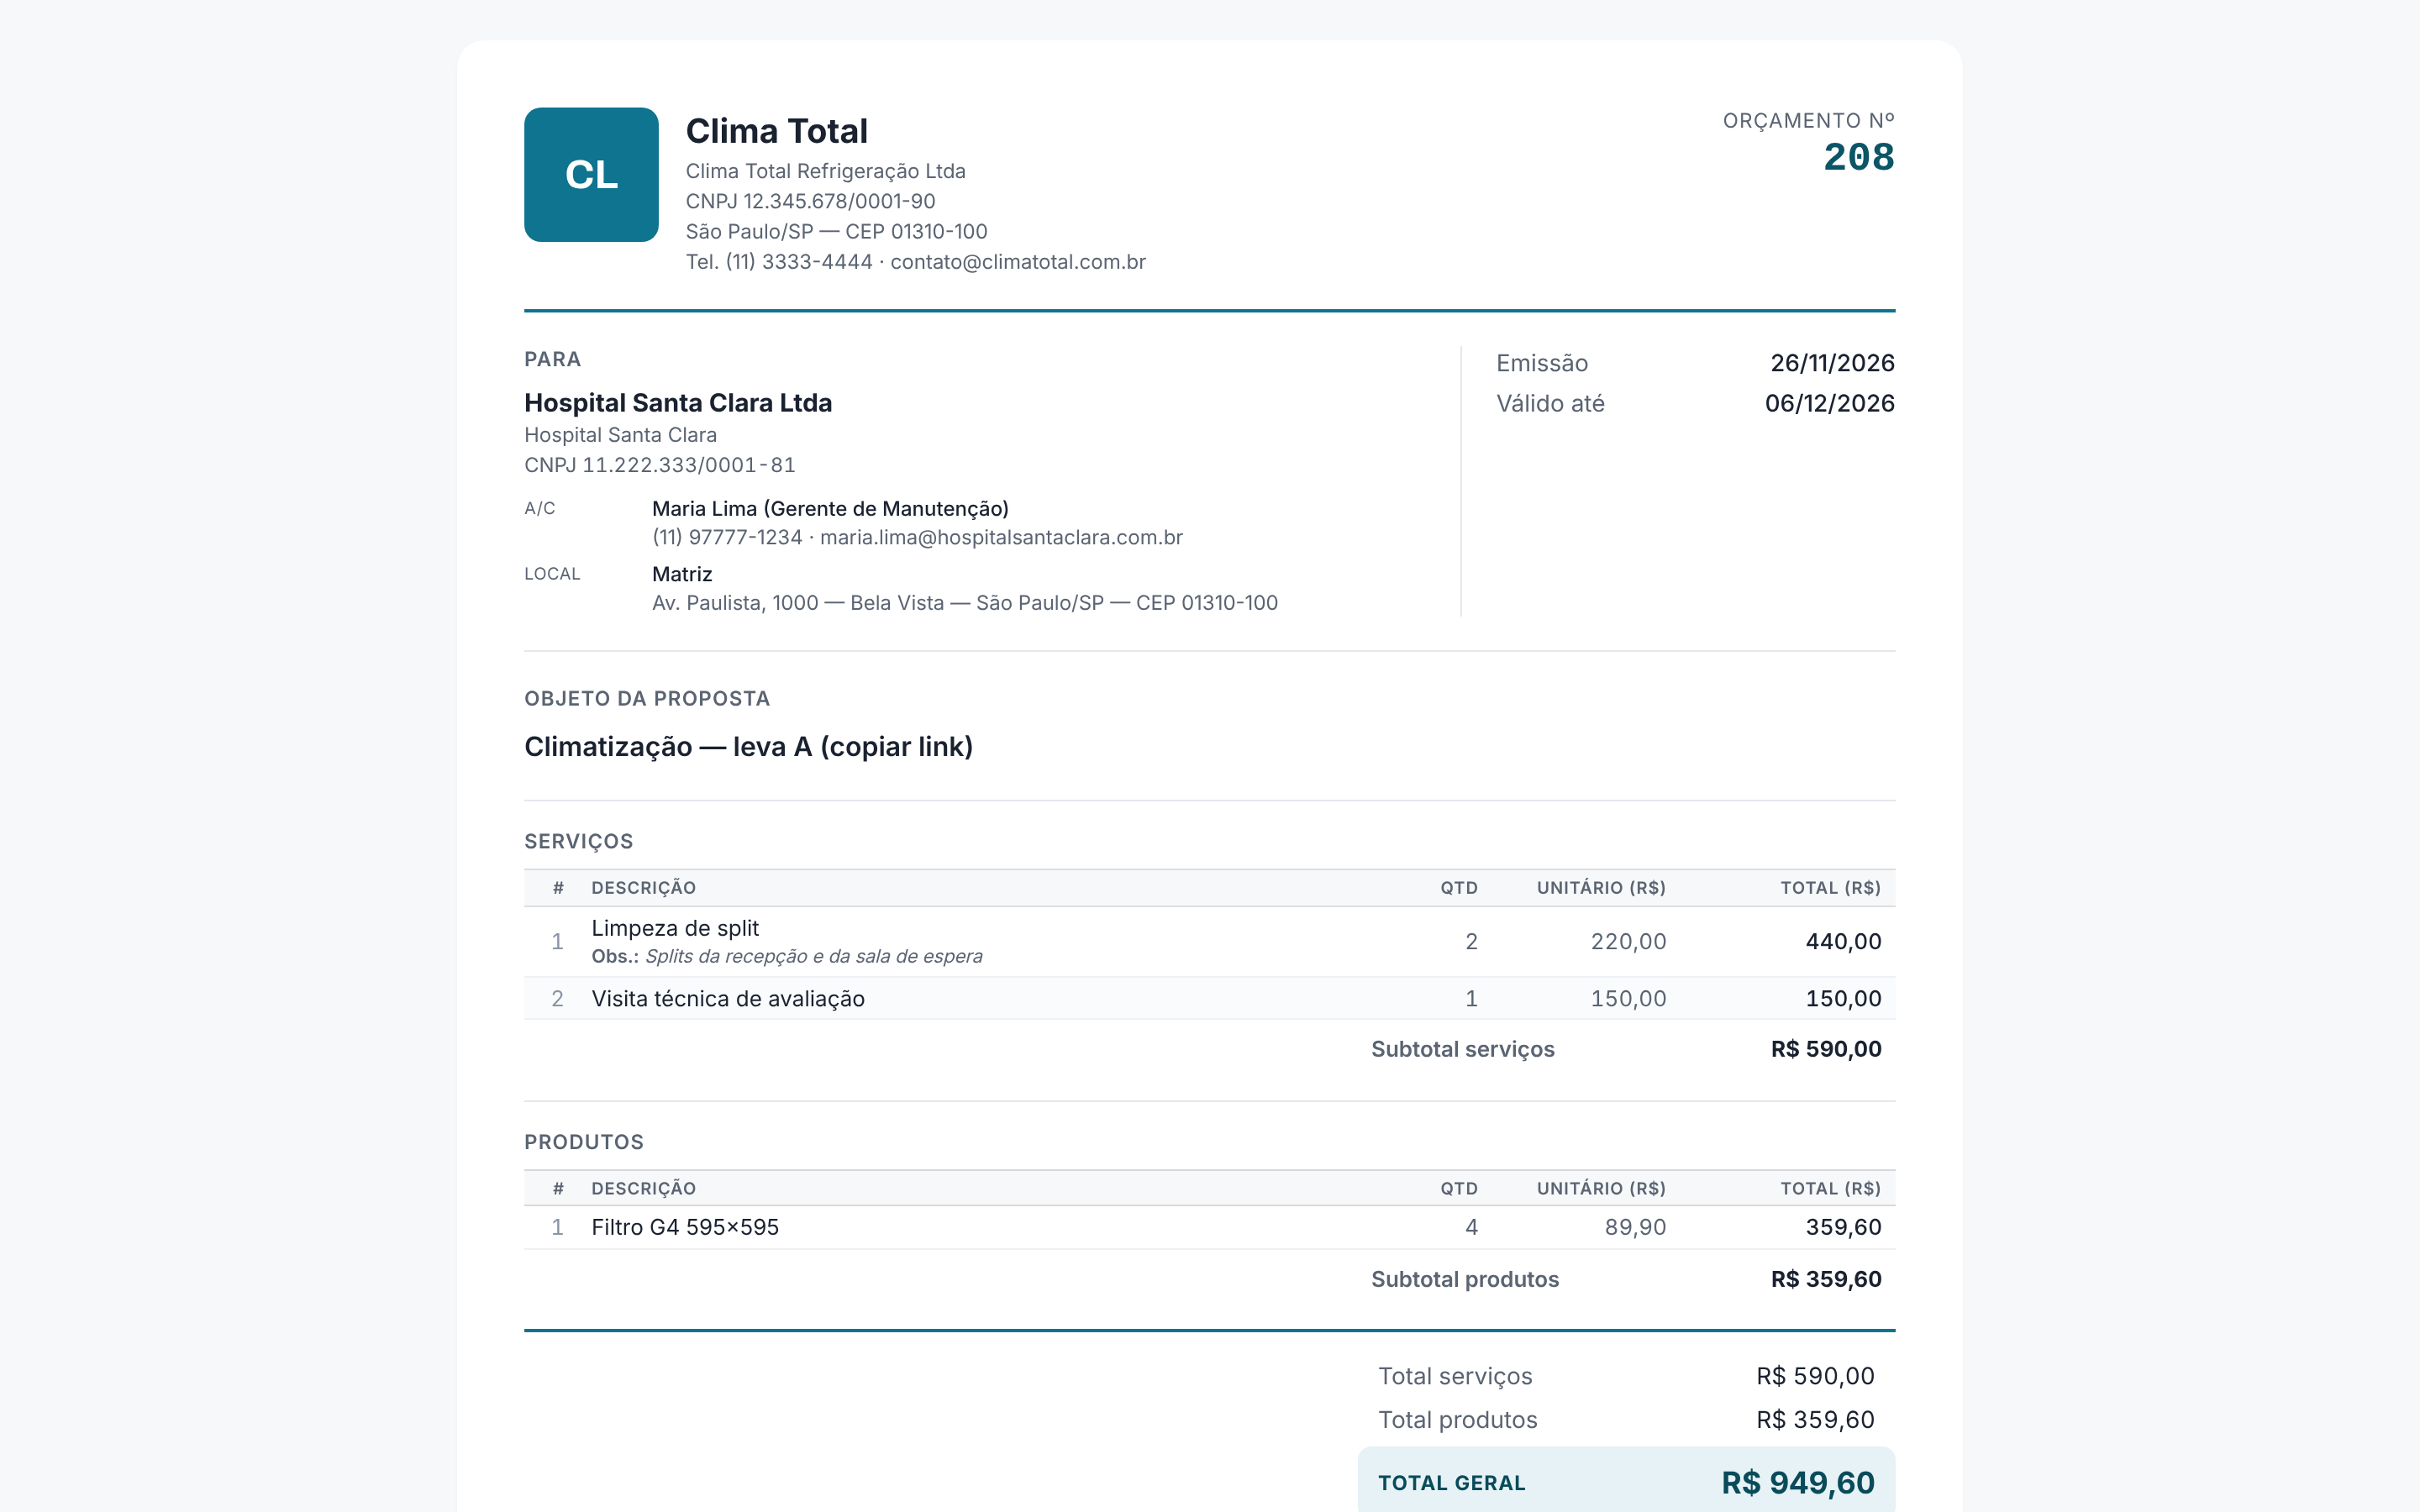 CL
Clima Total
Clima Total Refrigeração Ltda
CNPJ 12.345.678/0001-90
São Paulo/SP — CEP 01310-100
Tel. (11) 3333-4444 · contato@climatotal.com.br
ORÇAMENTO Nº
208
PARA
Hospital Santa Clara Ltda
Hospital Santa Clara
CNPJ 11.222.333/0001-81
A/C Maria Lima (Gerente de Manutenção)
(11) 97777-1234 · maria.lima@hospitalsantaclara.com.br
LOCAL Matriz
Av. Paulista, 1000 — Bela Vista — São Paulo/SP — CEP 01310-100
Emissão 26/11/2026
Válido até 06/12/2026
OBJETO DA PROPOSTA
Climatização — leva A (copiar link)
SERVIÇOS
# DESCRIÇÃO QTD UNITÁRIO (R$) TOTAL (R$)
1 Limpeza de split 2 220,00 440,00
Obs.: Splits da recepção e da sala de espera
2 Visita técnica de avaliação 1 150,00 150,00
Subtotal serviços R$ 590,00
PRODUTOS
# DESCRIÇÃO QTD UNITÁRIO (R$) TOTAL (R$)
1 Filtro G4 595×595 4 89,90 359,60
Subtotal produtos R$ 359,60
Total serviços R$ 590,00
Total produtos R$ 359,60
TOTAL GERAL R$ 949,60